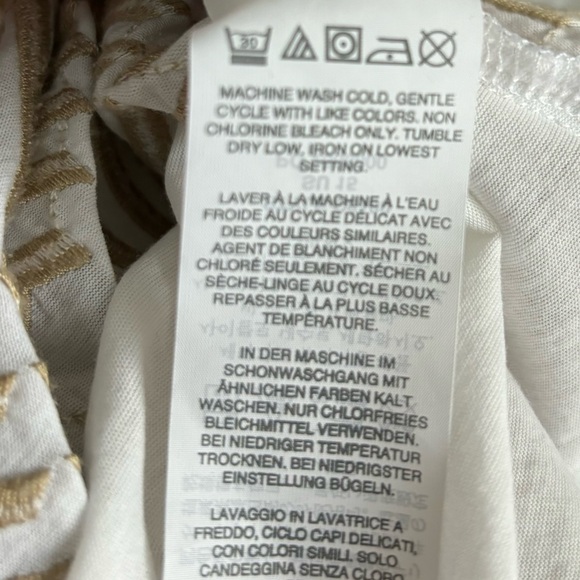 30
MACHINE WASH COLD, GENTLE
CYCLE WITH LIKE COLORS. NON
CHLORINE BLEACH ONLY. TUMBLE
DRY LOW. IRON ON LOWEST
SETTING.
LAVER À LA MACHINE À L'EAU
FROIDE AU CYCLE DÉLICAT AVEC
DES COULEURS SIMILAIRES.
AGENT DE BLANCHIMENT NON
CHLORÉ SEULEMENT. SÉCHER AU
SÈCHE-LINGE AU CYCLE DOUX.
REPASSER À LA PLUS BASSE
TEMPÉRATURE.
IN DER MASCHINE IM
SCHONWASCHGANG MIT
ÄHNLICHEN FARBEN KALT
WASCHEN. NUR CHLORFREIES
BLEICHMITTEL VERWENDEN.
BEI NIEDRIGER TEMPERATUR
TROCKNEN. BEI NIEDRIGSTER
EINSTELLUNG BÜGELN.
LAVAGGIO IN LAVATRICE A
FREDDO, CICLO CAPI DELICATI,
CON COLORI SIMILI. SOLO
CANDEGGINA SENZA CLORO.